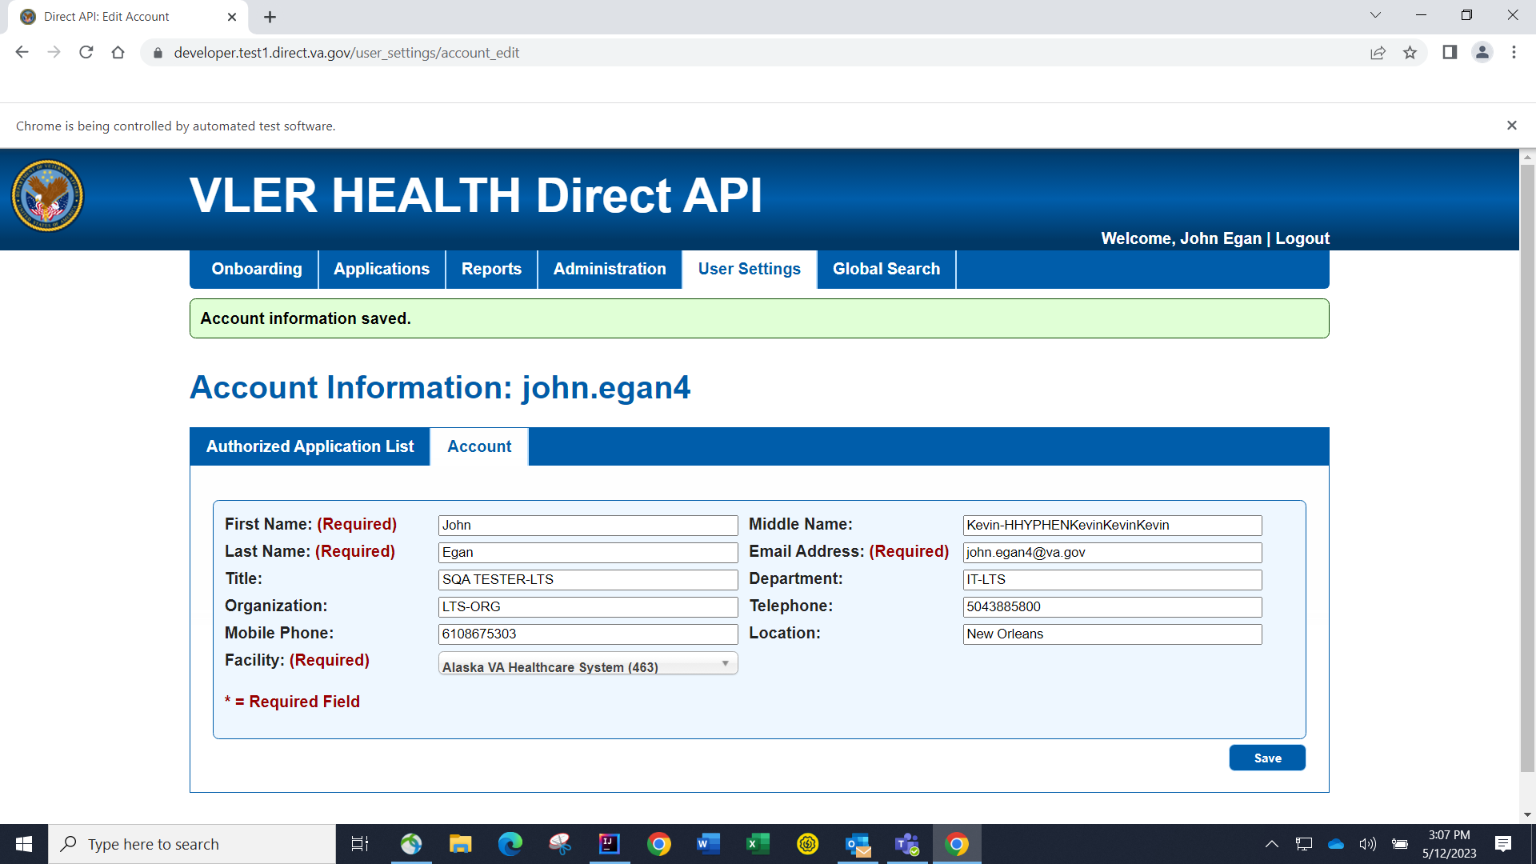 Direct API: Edit Account
developer.test1.direct.va.gov/user_settings/account_edit
Chrome is being controlled by automated test software.
VLER HEALTH Direct API
Welcome, John Egan | Logout
Onboarding Applications Reports Administration User Settings Global Search
Account information saved.
Account Information: john.egan4
Authorized Application List Account
First Name: (Required) John Middle Name: Kevin-HHYPHENKevinKevinKevin
Last Name: (Required) Egan Email Address: (Required) john.egan4@va.gov
Title: SQA TESTER-LTS Department: IT-LTS
Organization: LTS-ORG Telephone: 5043885800
Mobile Phone: 6108675303 Location: New Orleans
Facility: (Required) Alaska VA Healthcare System (463)
* = Required Field
Save
Type here to search
3:07 PM
5/12/2023